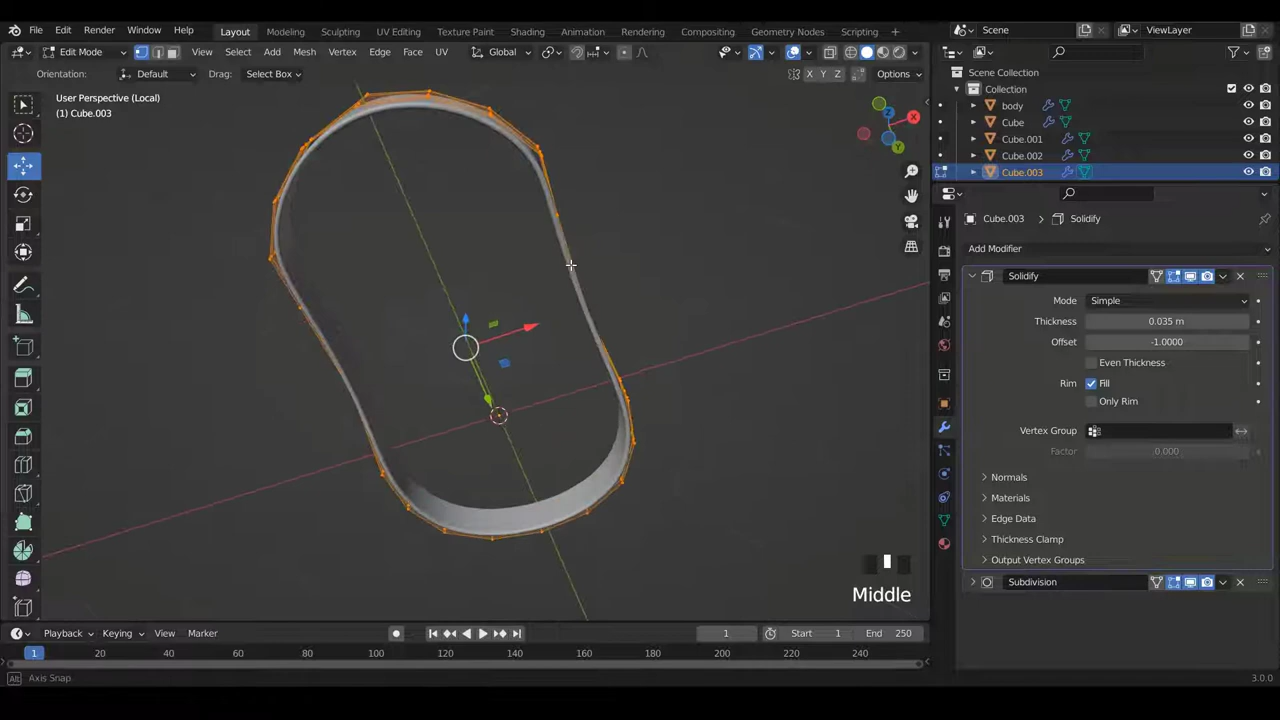 File Edit Render Window Help Layout Modeling Sculpting UV Editing Texture Paint Shading Animation Rendering Compositing Geometry Nodes Scripting + Scene ViewLayer
Edit Mode View Select Add Mesh Vertex Edge Face UV Global
Orientation: Default Drag: Select Box X Y Z Options
User Perspective (Local)
(1) Cube.003
X
Y
Z
Scene Collection
Collection
body
Cube
Cube.001
Cube.002
Cube.003
Cube.003 > Solidify
Add Modifier
Solidify
Mode Simple
Thickness 0.035 m
Offset -1.0000
Even Thickness
Rim Fill
Only Rim
Vertex Group
Factor 0.000
Normals
Materials
Edge Data
Thickness Clamp
Output Vertex Groups
Subdivision
Middle
Playback Keying View Marker 1 Start 1 End 250
1 20 40 60 80 100 120 140 160 180 200 220 240
Alt Axis Snap 3.0.0